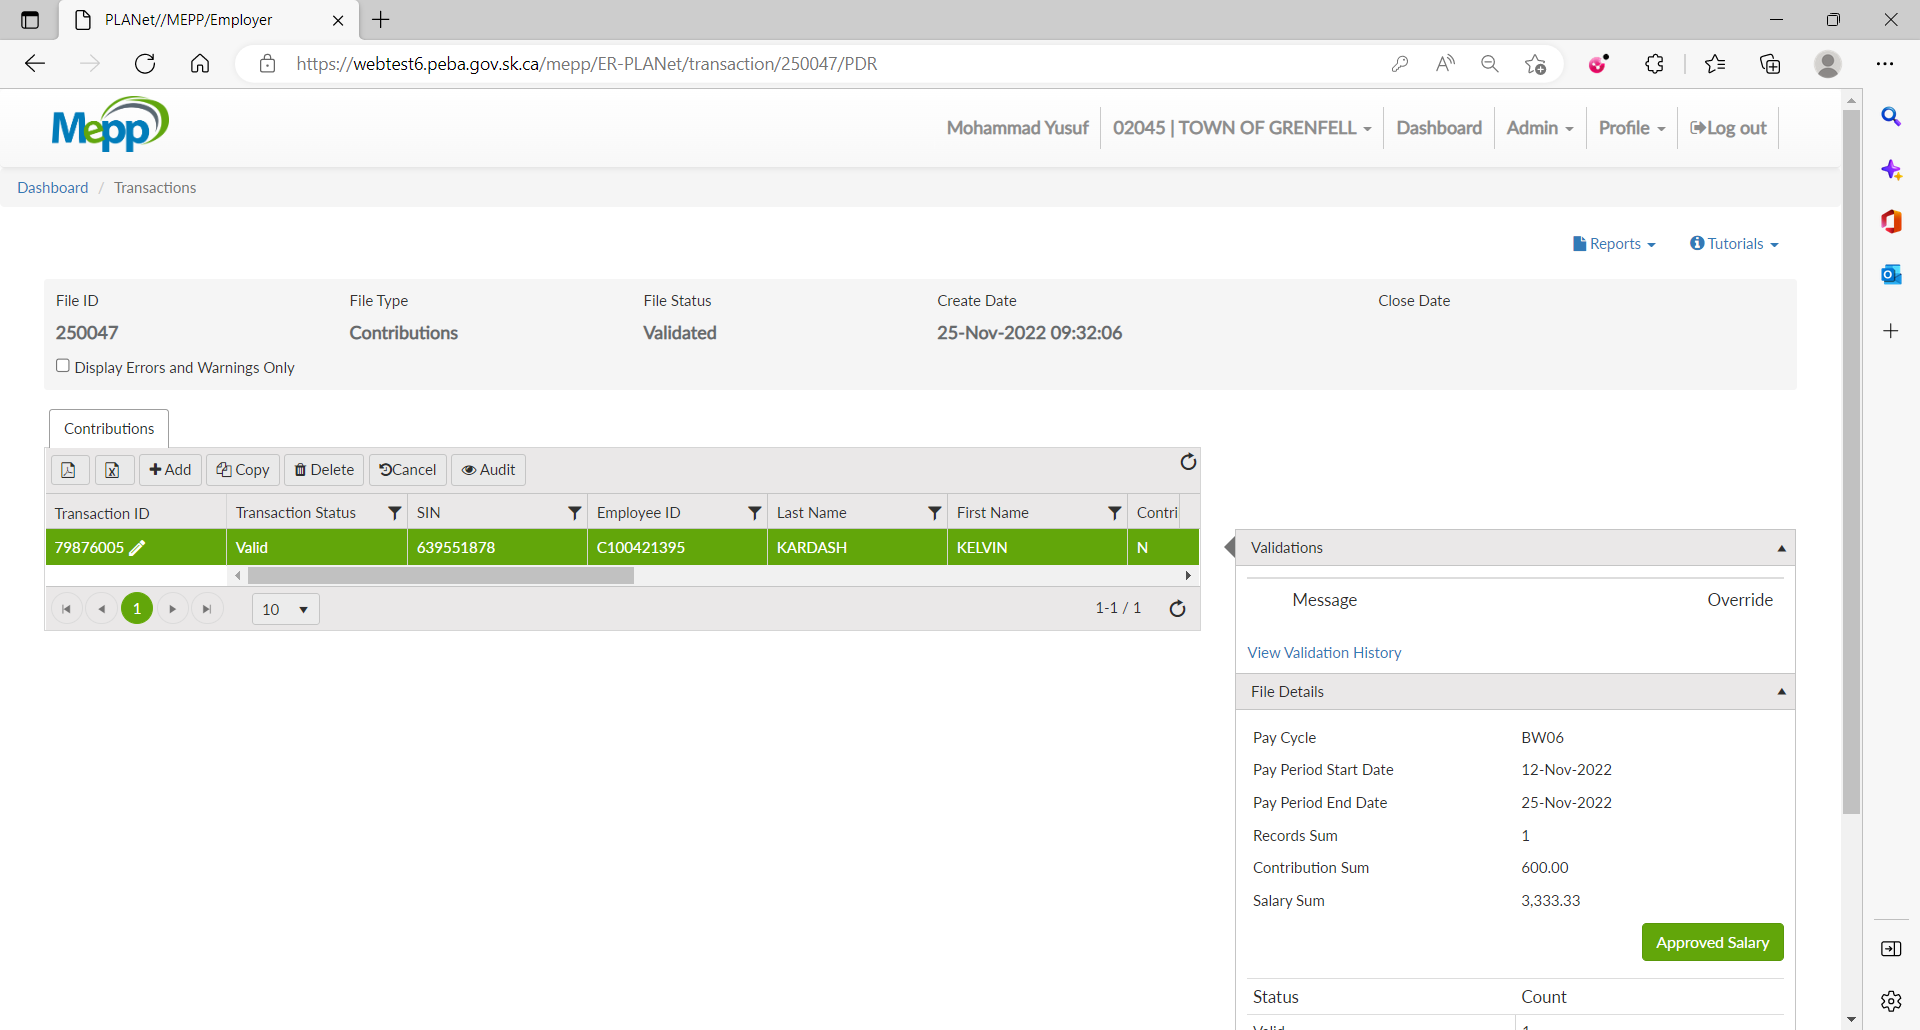 PLANet//MEPP/Employer
https://webtest6.peba.gov.sk.ca/mepp/ER-PLANet/transaction/250047/PDR
Mepp
Mohammad Yusuf
02045 | TOWN OF GRENFELL
Dashboard
Admin
Profile
Log out
Dashboard / Transactions
Reports
Tutorials
File ID
File Type
File Status
Create Date
Close Date
250047
Contributions
Validated
25-Nov-2022 09:32:06
Display Errors and Warnings Only
Contributions
Add
Copy
Delete
Cancel
Audit
Transaction ID
Transaction Status
SIN
Employee ID
Last Name
First Name
Contri
79876005
Valid
639551878
C100421395
KARDASH
KELVIN
N
1
10
1-1 / 1
Validations
Message
Override
View Validation History
File Details
Pay Cycle
BW06
Pay Period Start Date
12-Nov-2022
Pay Period End Date
25-Nov-2022
Records Sum
1
Contribution Sum
600.00
Salary Sum
3,333.33
Approved Salary
Status
Count
Valid
1